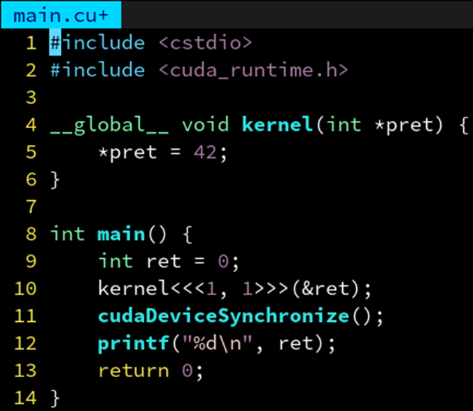 main.cu+
1 #include <cstdio>
2 #include <cuda_runtime.h>
3
4 __global__ void kernel(int *pret) {
5     *pret = 42;
6 }
7
8 int main() {
9     int ret = 0;
10     kernel<<<1, 1>>>(&ret);
11     cudaDeviceSynchronize();
12     printf("%d\n", ret);
13     return 0;
14 }